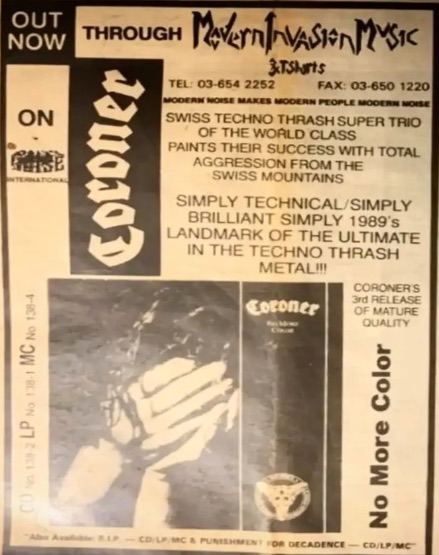 OUT
NOW
THROUGH Modern Invasion Music
& T Shirts
TEL: 03-654 2252 FAX: 03-650 1220
MODERN NOISE MAKES MODERN PEOPLE MODERN NOISE
ON
NOISE
INTERNATIONAL
Coroner
SWISS TECHNO THRASH SUPER TRIO
OF THE WORLD CLASS
PAINTS THEIR SUCCESS WITH TOTAL
AGGRESSION FROM THE
SWISS MOUNTAINS
SIMPLY TECHNICAL/SIMPLY
BRILLIANT SIMPLY 1989's
LANDMARK OF THE ULTIMATE
IN THE TECHNO THRASH
METAL!!!
CD No. 138-2 LP No 138-1 MC No. 138-4
Coroner
No More
Color
CORONER'S
3rd RELEASE
OF MATURE
QUALITY
No More Color
"Also Available: R.I.P. — CD/LP/MC & PUNISHMENT FOR DECADENCE — CD/LP/MC"